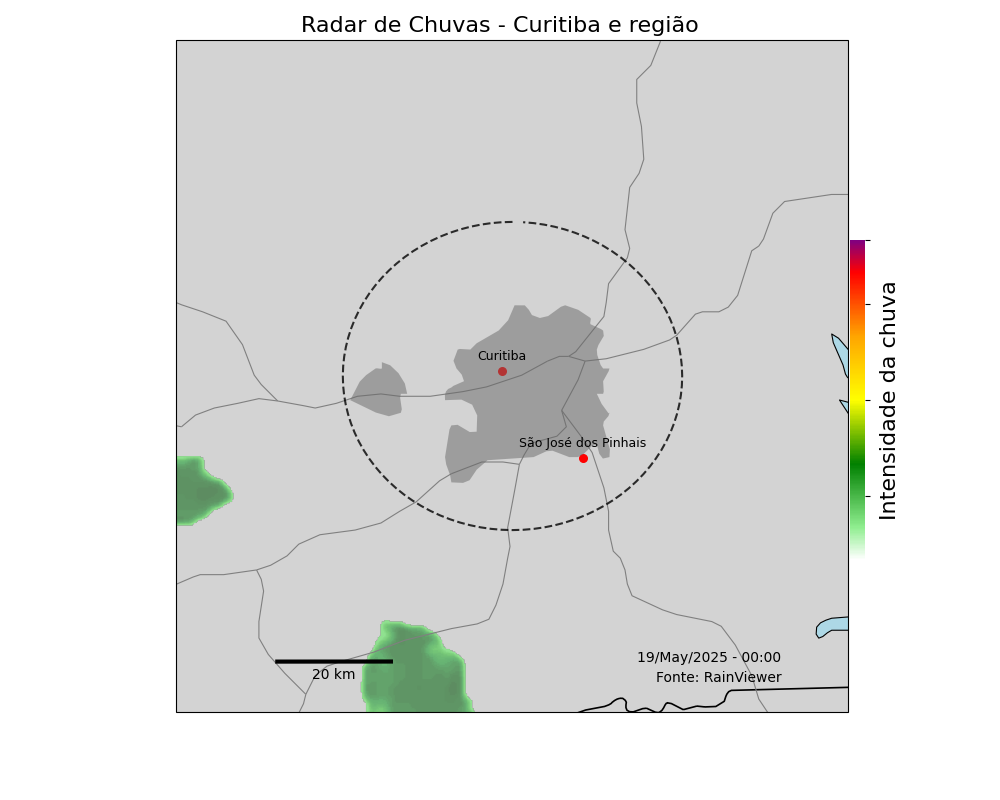 Radar de Chuvas - Curitiba e região
Curitiba
São José dos Pinhais
Intensidade da chuva
20 km
19/May/2025 - 00:00
Fonte: RainViewer